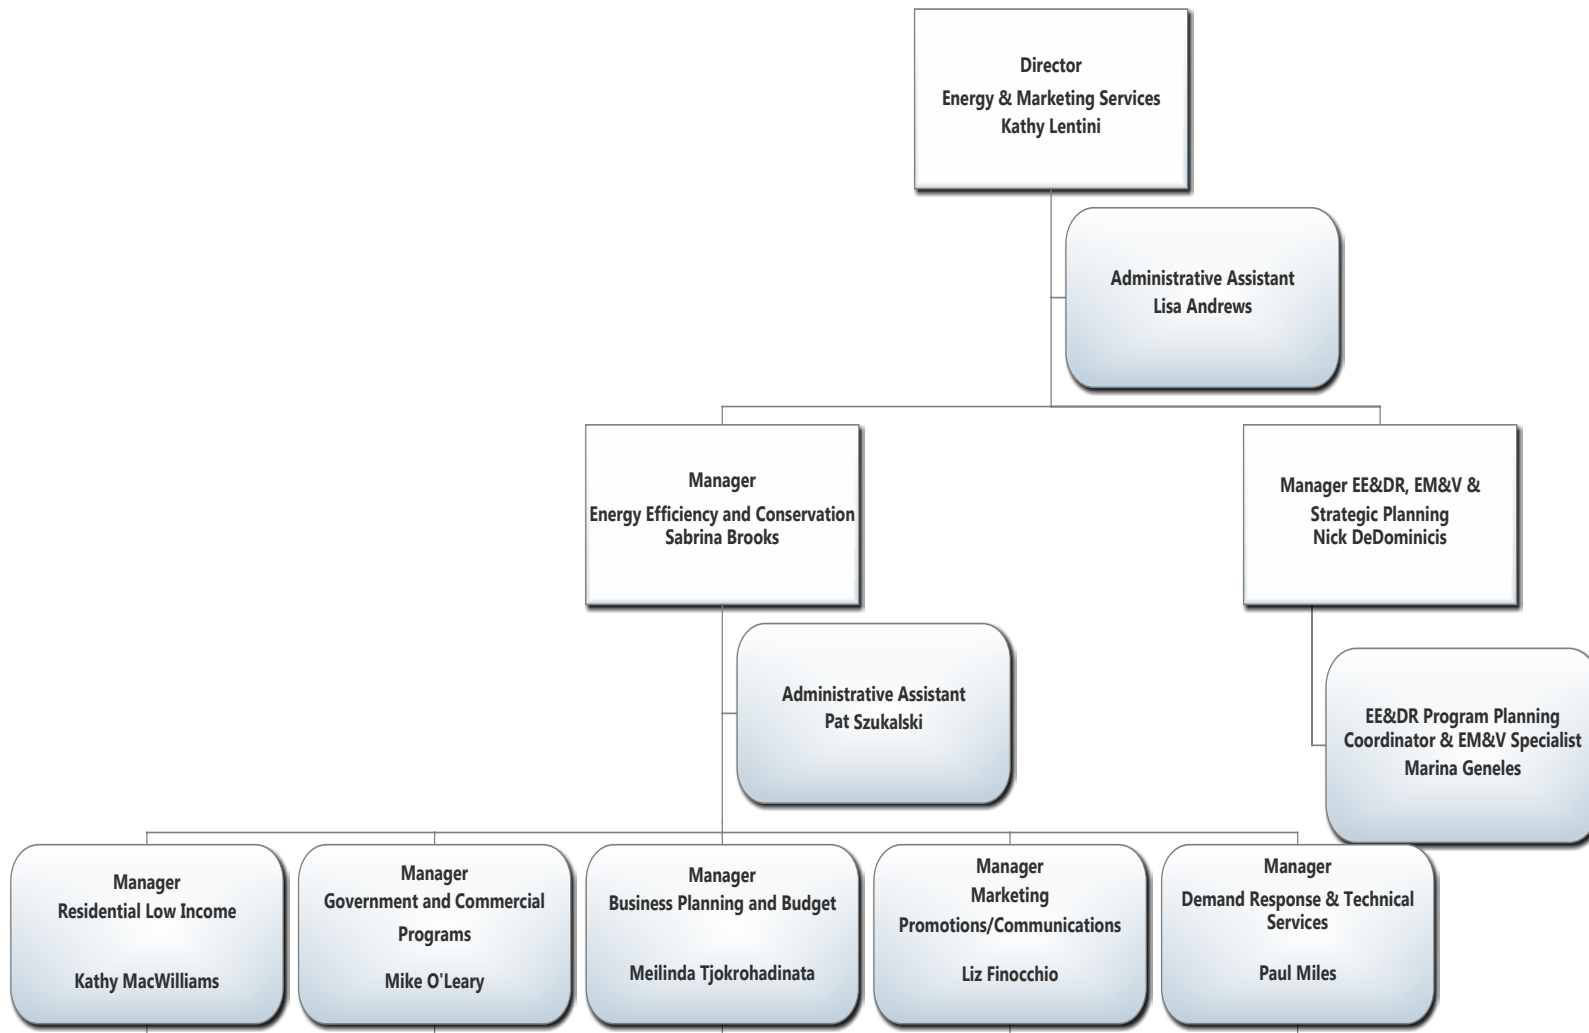 Director
Energy & Marketing Services
Kathy Lentini
Administrative Assistant
Lisa Andrews
Manager
Energy Efficiency and Conservation
Sabrina Brooks
Manager EE&DR, EM&V &
Strategic Planning
Nick DeDominicis
Administrative Assistant
Pat Szukalski
EE&DR Program Planning
Coordinator & EM&V Specialist
Marina Geneles
Manager
Residential Low Income
Kathy MacWilliams
Manager
Government and Commercial
Programs
Mike O'Leary
Manager
Business Planning and Budget
Meilinda Tjokrohadinata
Manager
Marketing
Promotions/Communications
Liz Finocchio
Manager
Demand Response & Technical
Services
Paul Miles